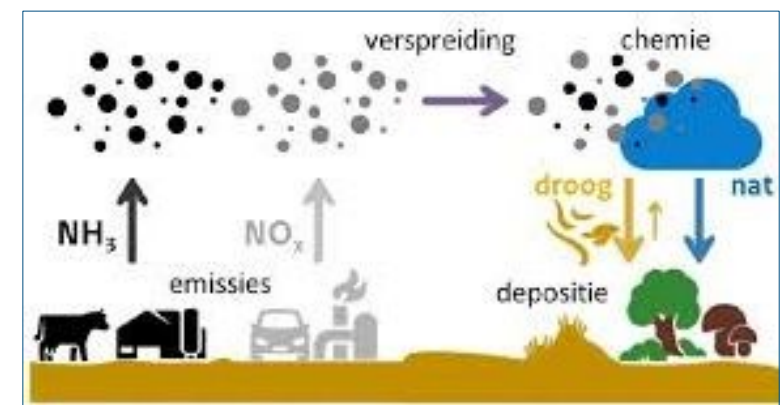 verspreiding
chemie
NH₃
NOₓ
droog
nat
emissies
depositie